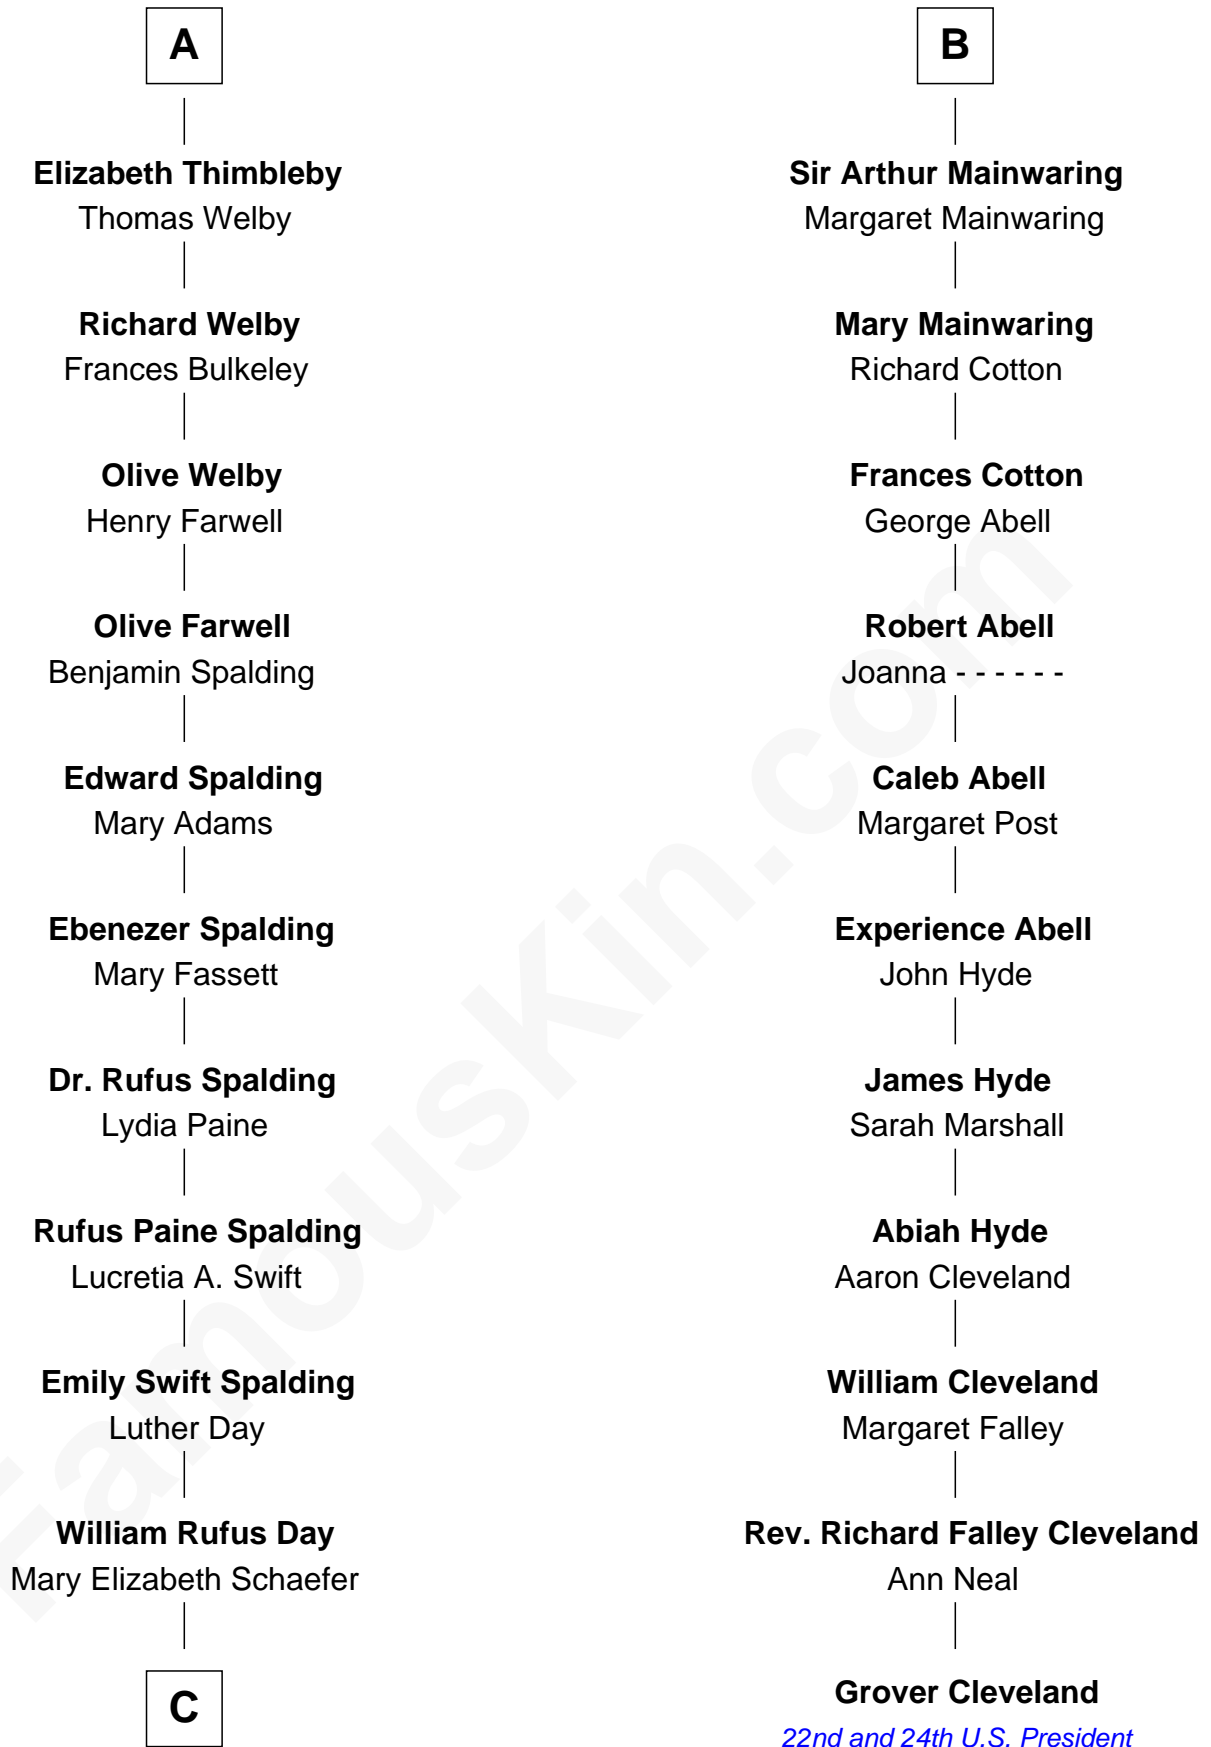 A
Elizabeth Thimbleby
Thomas Welby
Richard Welby
Frances Bulkeley
Olive Welby
Henry Farwell
Olive Farwell
Benjamin Spalding
Edward Spalding
Mary Adams
Ebenezer Spalding
Mary Fassett
Dr. Rufus Spalding
Lydia Paine
Rufus Paine Spalding
Lucretia A. Swift
Emily Swift Spalding
Luther Day
William Rufus Day
Mary Elizabeth Schaefer
C
B
Sir Arthur Mainwaring
Margaret Mainwaring
Mary Mainwaring
Richard Cotton
Frances Cotton
George Abell
Robert Abell
Joanna - - - - - -
Caleb Abell
Margaret Post
Experience Abell
John Hyde
James Hyde
Sarah Marshall
Abiah Hyde
Aaron Cleveland
William Cleveland
Margaret Falley
Rev. Richard Falley Cleveland
Ann Neal
Grover Cleveland
22nd and 24th U.S. President
FamousKin.com